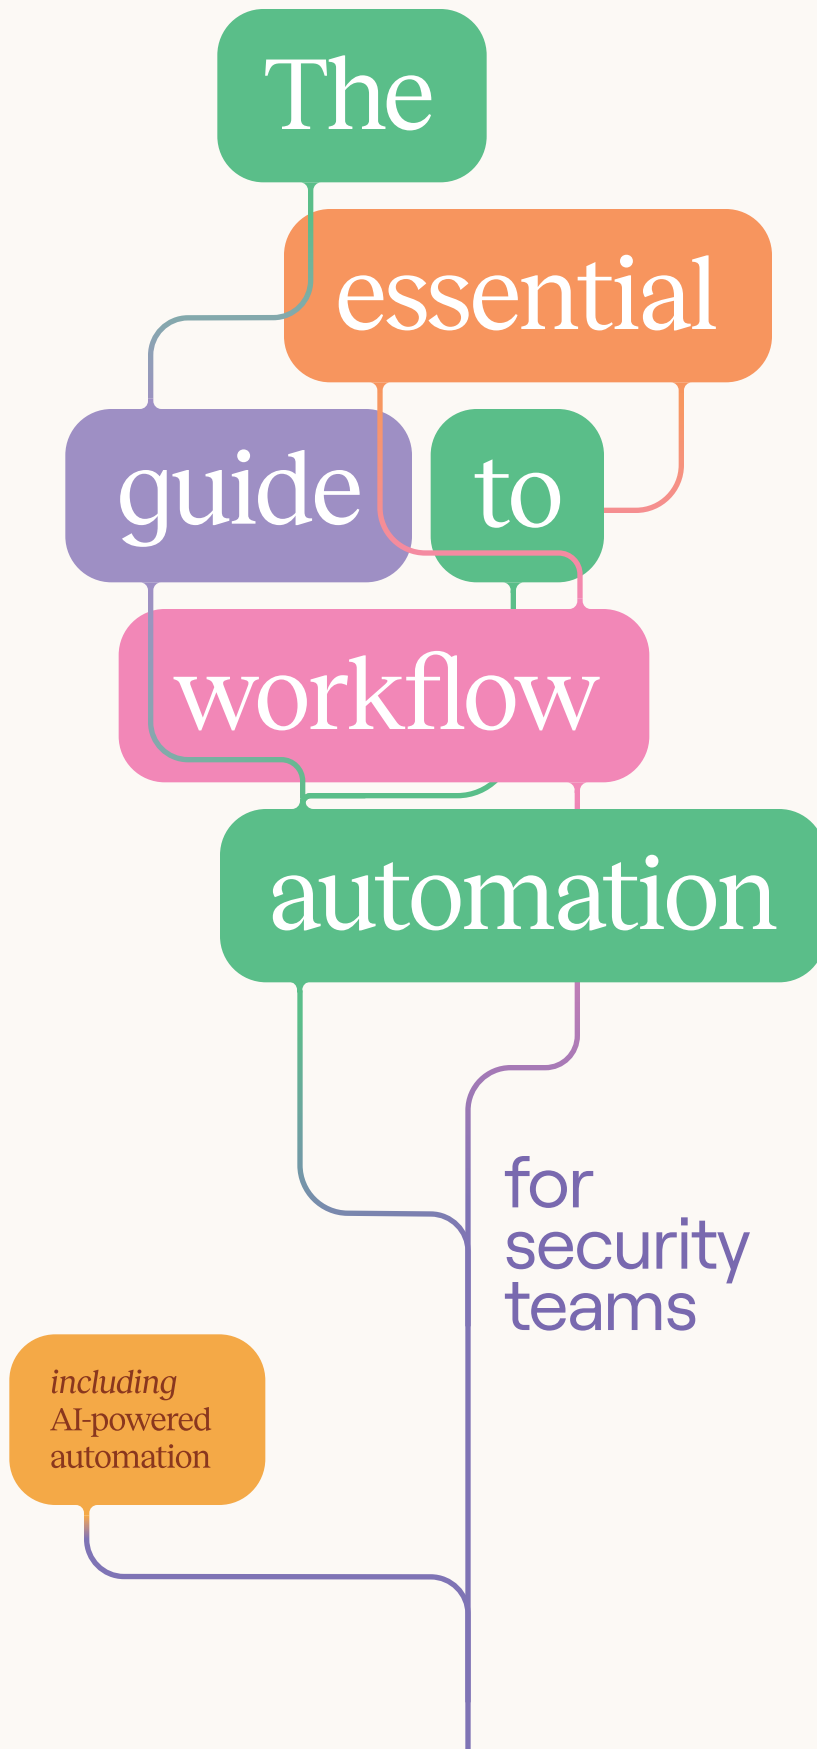 The
essential
guide to
workflow
automation
for
security
teams
including
AI-powered
automation